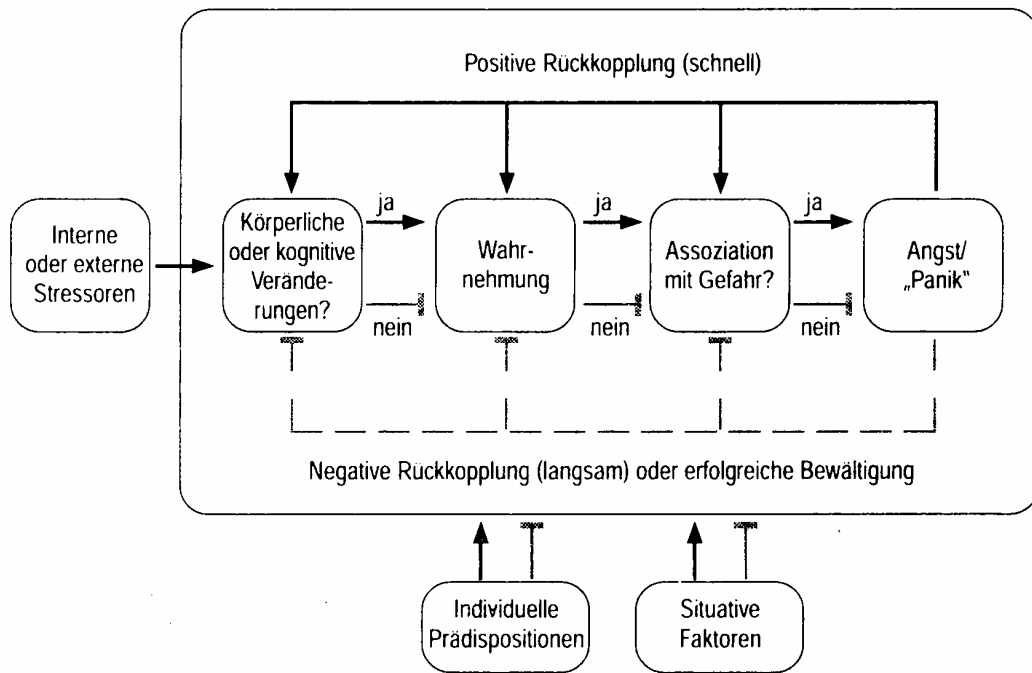 Positive Rückkopplung (schnell)
Interne
oder externe
Stressoren
Körperliche
oder kognitive
Verände-
rungen?
ja
nein
Wahr-
nehmung
ja
nein
Assoziation
mit Gefahr?
ja
nein
Angst/
„Panik"
Negative Rückkopplung (langsam) oder erfolgreiche Bewältigung
Individuelle
Prädispositionen
Situative
Faktoren